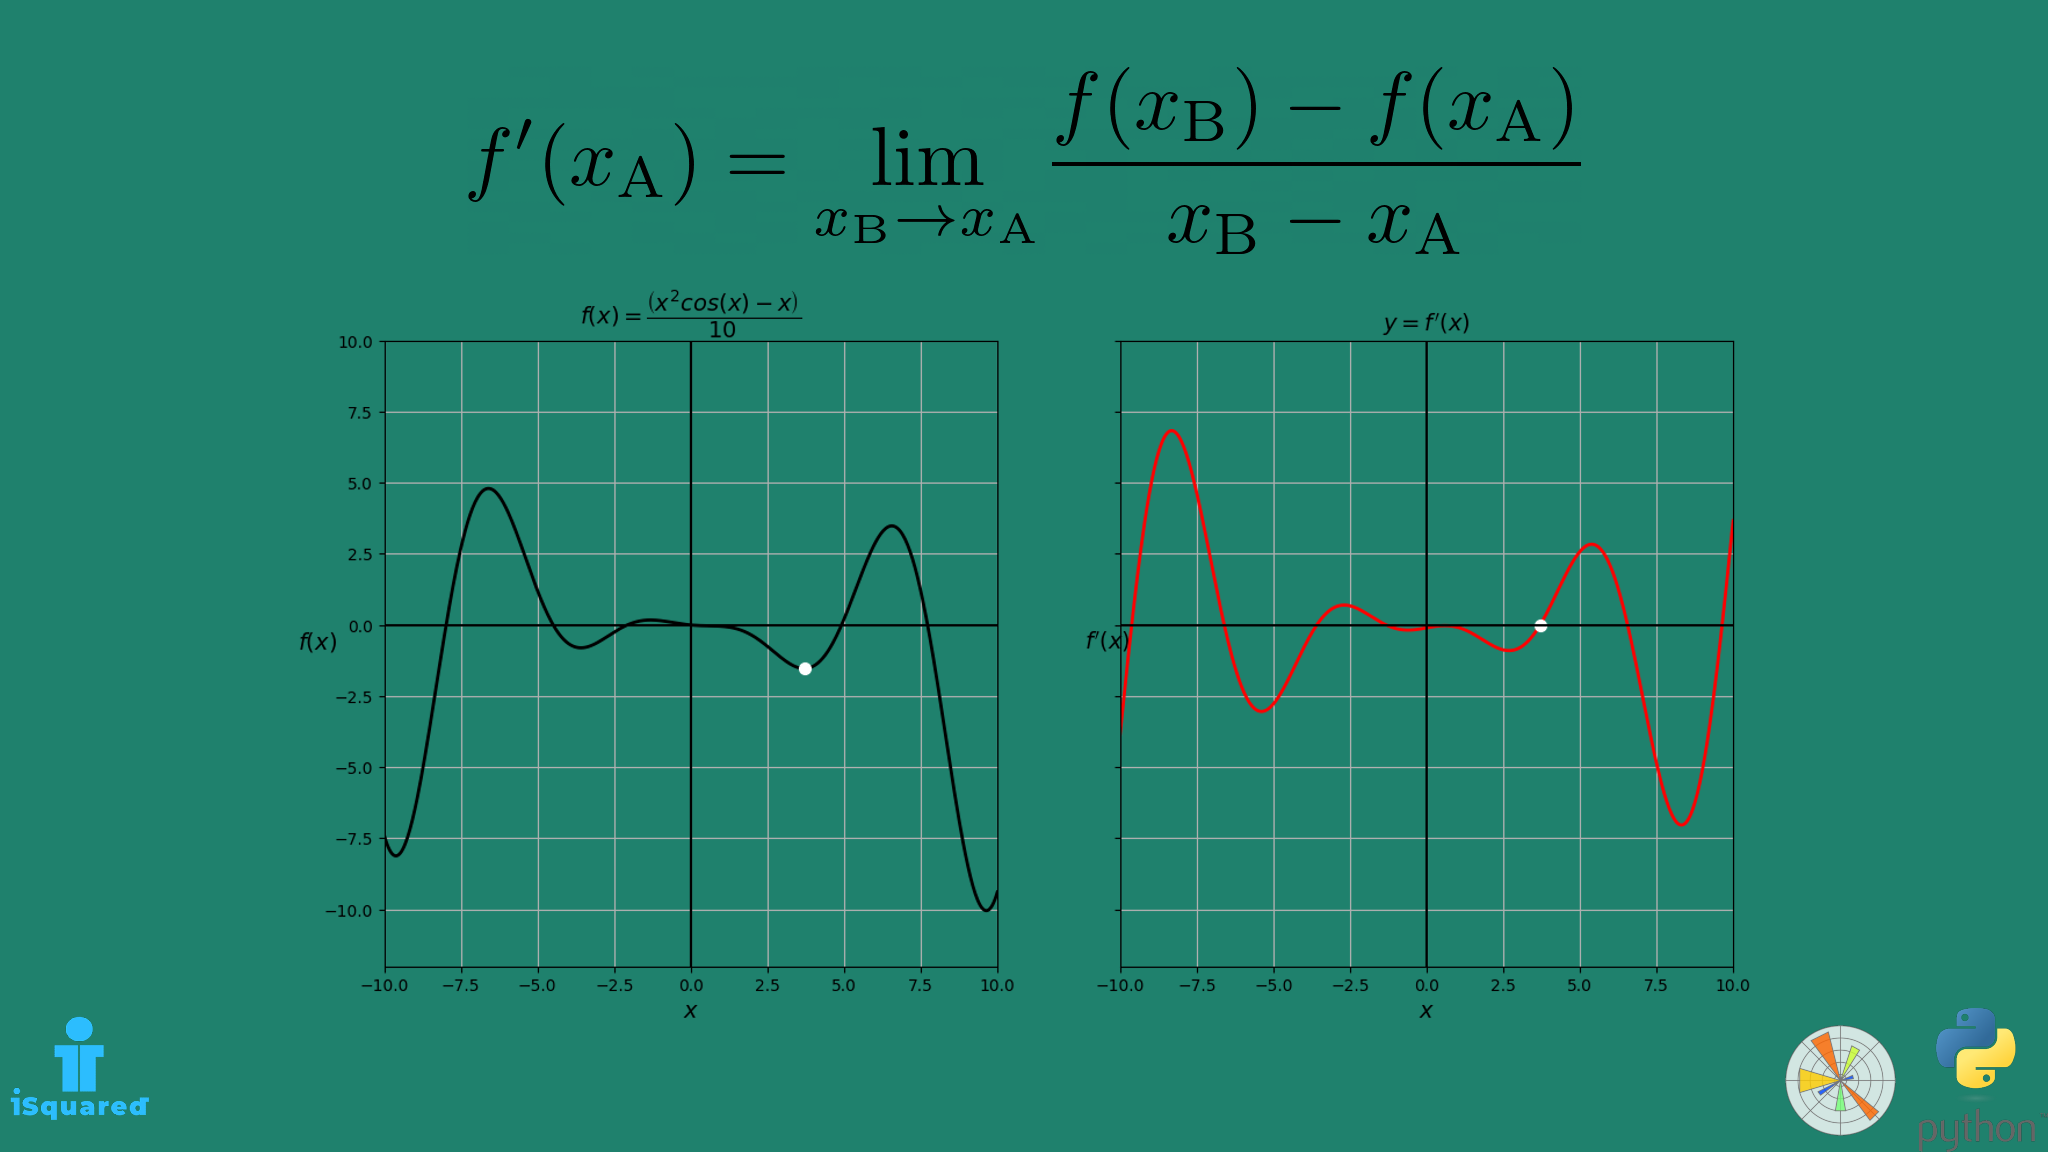 f′(x_A) = lim_{x_B→x_A} (f(x_B) − f(x_A)) / (x_B − x_A)
f(x) = (x²cos(x) − x) / 10
10.0
7.5
5.0
2.5
0.0
−2.5
−5.0
−7.5
−10.0
f(x)
−10.0 −7.5 −5.0 −2.5 0.0 2.5 5.0 7.5 10.0
x
y = f′(x)
f′(x)
−10.0 −7.5 −5.0 −2.5 0.0 2.5 5.0 7.5 10.0
x
iSquared
python